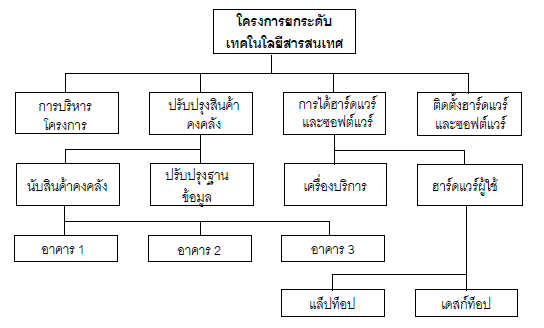 โครงการยกระดับ
เทคโนโลยีสารสนเทศ
การบริหาร
โครงการ
ปรับปรุงสินค้า
คงคลัง
การได้ฮาร์ดแวร์
และซอฟต์แวร์
ติดตั้งฮาร์ดแวร์
และซอฟต์แวร์
นับสินค้าคงคลัง
ปรับปรุงฐาน
ข้อมูล
เครื่องบริการ
ฮาร์ดแวร์ผู้ใช้
อาคาร 1
อาคาร 2
อาคาร 3
แล็ปท็อป
เดสก์ท็อป